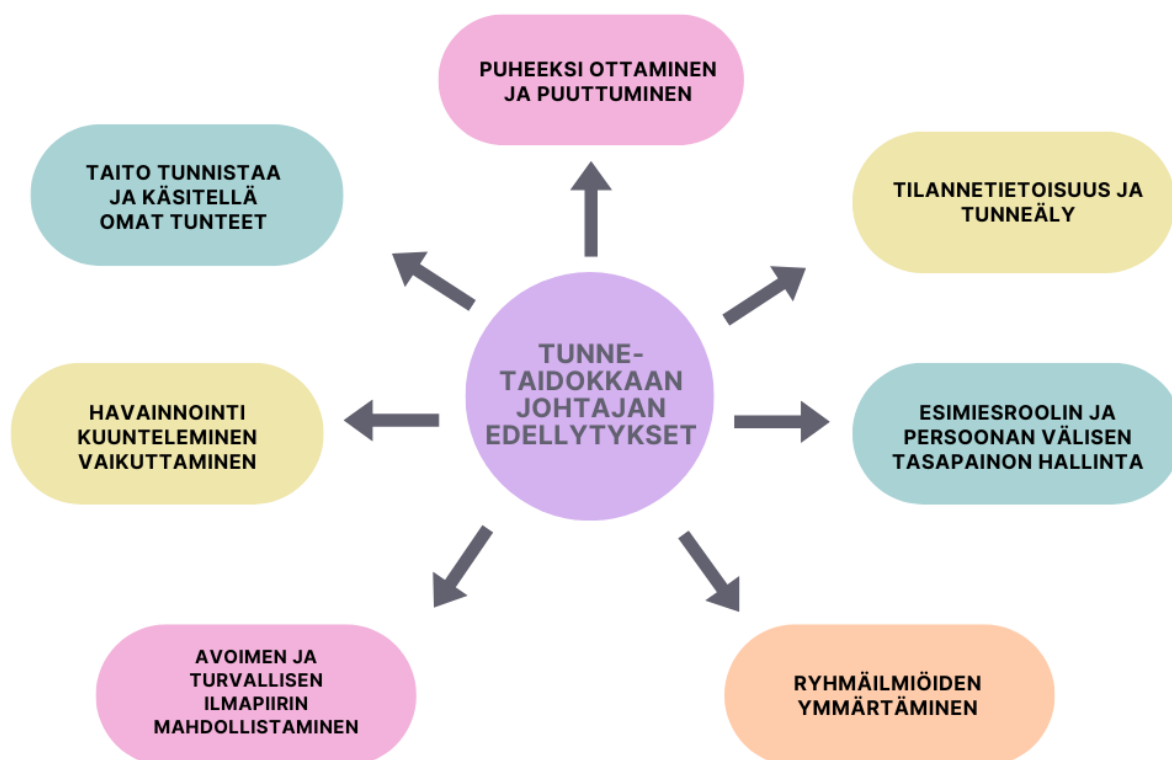 PUHEEKSI OTTAMINEN
JA PUUTTUMINEN
TAITO TUNNISTAA
JA KÄSITELLÄ
OMAT TUNTEET
TILANNETIETOISUUS JA
TUNNEÄLY
TUNNE-
TAIDOKKAAN
JOHTAJAN
EDELLYTYKSET
HAVAINNOINTI
KUUNTELEMINEN
VAIKUTTAMINEN
ESIMIESROOLIN JA
PERSOONAN VÄLISEN
TASAPAINON HALLINTA
AVOIMEN JA
TURVALLISEN
ILMAPIIRIN
MAHDOLLISTAMINEN
RYHMÄILMIÖIDEN
YMMÄRTÄMINEN